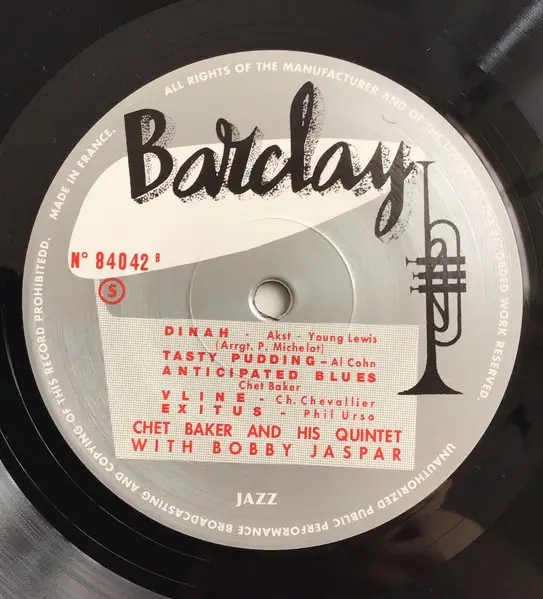 Barclay
N° 84042 B
S
DINAH - Akst - Young Lewis
(Arrgt. P. Michelot)
TASTY PUDDING - Al Cohn
ANTICIPATED BLUES
Chet Baker
VLINE - Ch. Chevallier
EXITUS - Phil Urso
CHET BAKER AND HIS QUINTET
WITH BOBBY JASPAR
JAZZ
MADE IN FRANCE. ALL RIGHTS OF THE MANUFACTURER AND OF THE RECORDED WORK RESERVED.
UNAUTHORIZED PUBLIC PERFORMANCE BROADCASTING AND COPYING OF THIS RECORD PROHIBITEDD.